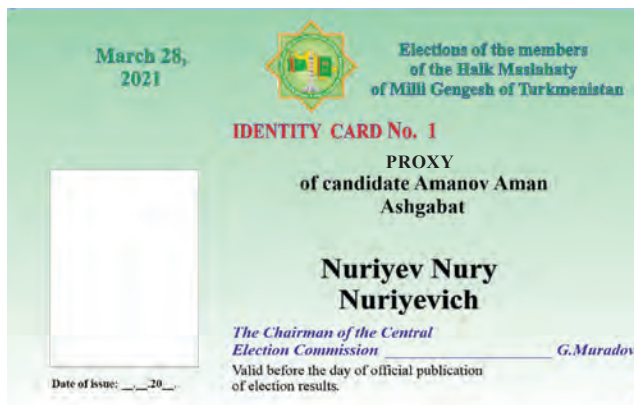 March 28,
2021
Elections of the members
of the Halk Maslahaty
of Milli Gengesh of Turkmenistan
IDENTITY CARD No. 1
PROXY
of candidate Amanov Aman
Ashgabat
Nuriyev Nury
Nuriyevich
The Chairman of the Central
Election Commission ____________________ G.Muradov
Valid before the day of official publication
of election results.
Date of issue: __.__.20__.